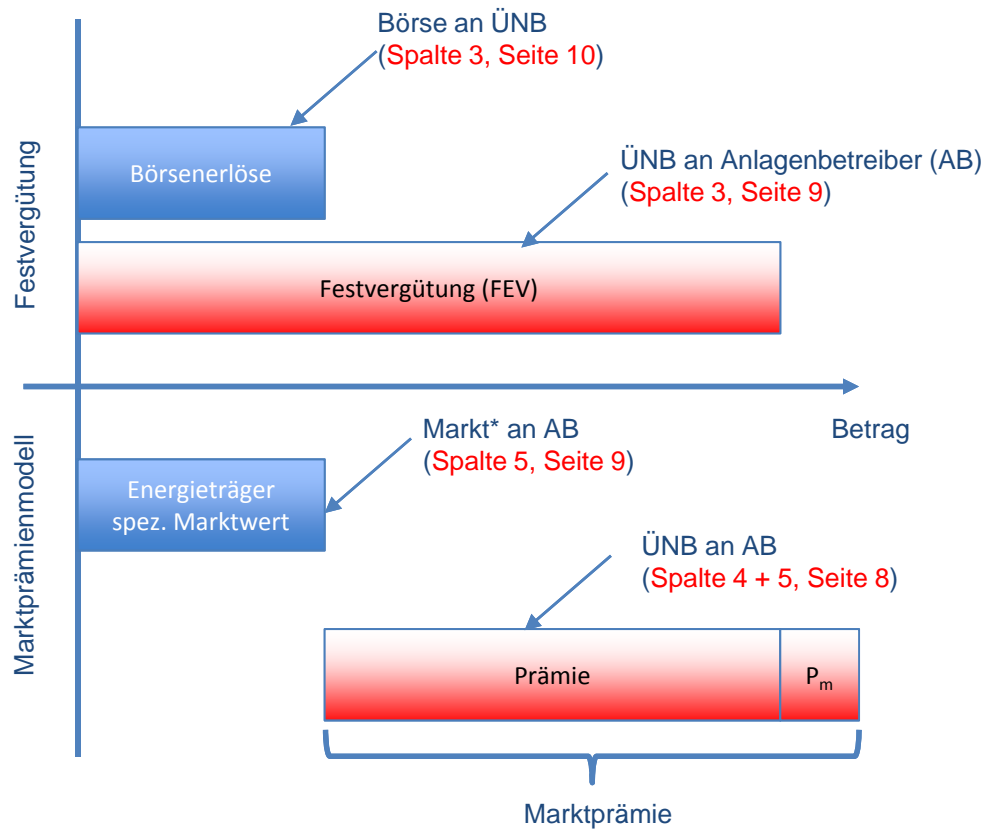 Börse an ÜNB
(Spalte 3, Seite 10)
Festvergütung
Börsenerlöse
ÜNB an Anlagenbetreiber (AB)
(Spalte 3, Seite 9)
Festvergütung (FEV)
Betrag
Marktprämienmodell
Markt* an AB
(Spalte 5, Seite 9)
Energieträger
spez. Marktwert
ÜNB an AB
(Spalte 4 + 5, Seite 8)
Prämie
Pm
Marktprämie